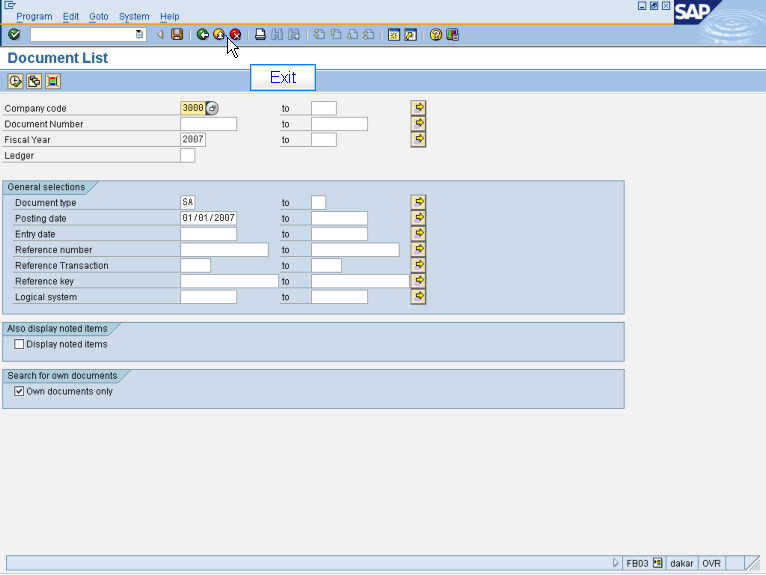 Program Edit Goto System Help
SAP
Document List
Exit
Company code 3000 to
Document Number to
Fiscal Year 2007 to
Ledger
General selections
Document type SA to
Posting date 01/01/2007 to
Entry date to
Reference number to
Reference Transaction to
Reference key to
Logical system to
Also display noted items
Display noted items
Search for own documents
Own documents only
FB03 dakar OVR